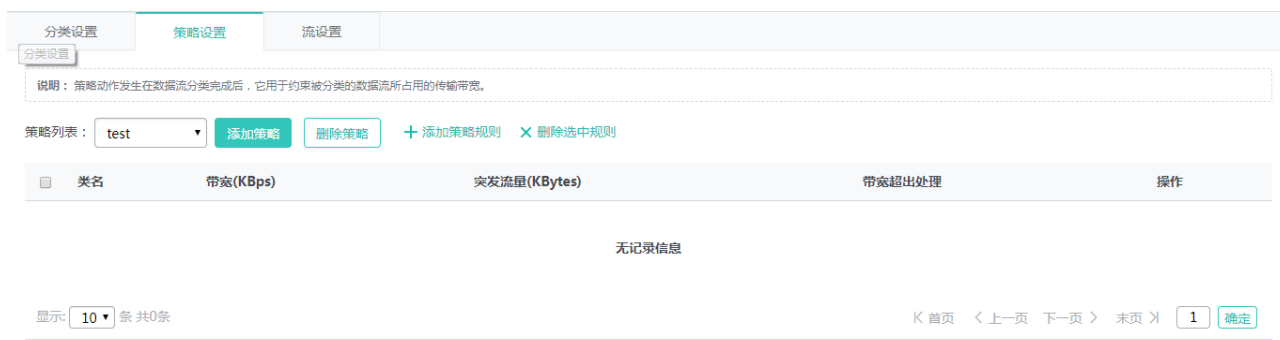 分类设置 策略设置 流设置
分类设置
说明： 策略动作发生在数据流分类完成后，它用于约束被分类的数据流所占用的传输带宽。
策略列表： test 添加策略 删除策略 添加策略规则 删除选中规则
类名 带宽(KBps) 突发流量(KBytes) 带宽超出处理 操作
无记录信息
显示: 10 条 共0条 首页 上一页 下一页 末页 1 确定